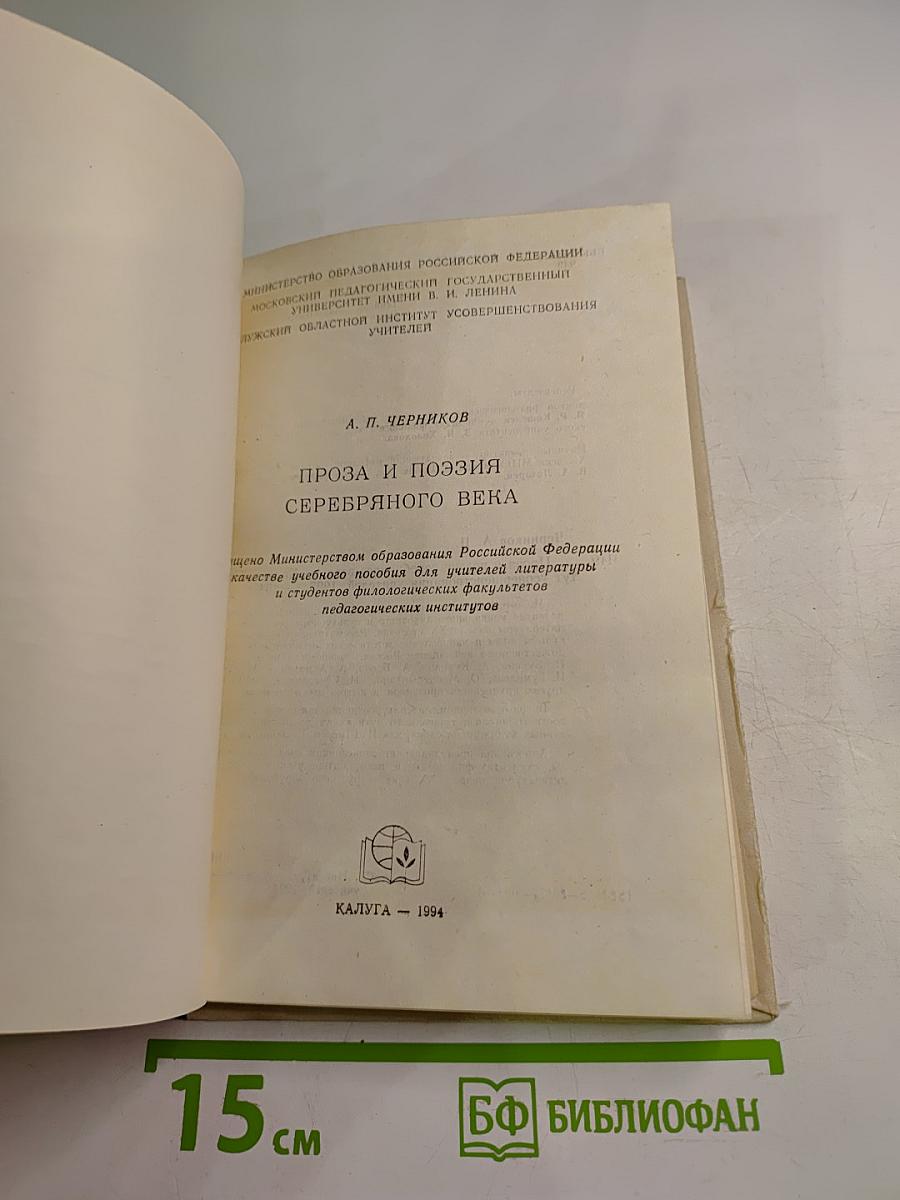 МИНИСТЕРСТВО ОБРАЗОВАНИЯ РОССИЙСКОЙ ФЕДЕРАЦИИ
МОСКОВСКИЙ ПЕДАГОГИЧЕСКИЙ ГОСУДАРСТВЕННЫЙ
УНИВЕРСИТЕТ ИМЕНИ В. И. ЛЕНИНА
ЛУЖСКИЙ ОБЛАСТНОЙ ИНСТИТУТ УСОВЕРШЕНСТВОВАНИЯ
УЧИТЕЛЕЙ
А. П. ЧЕРНИКОВ
ПРОЗА И ПОЭЗИЯ
СЕРЕБРЯНОГО ВЕКА
щено Министерством образования Российской Федерации
качестве учебного пособия для учителей литературы
и студентов филологических факультетов
педагогических институтов
КАЛУГА — 1994
15 см
БФ БИБЛИОФАН